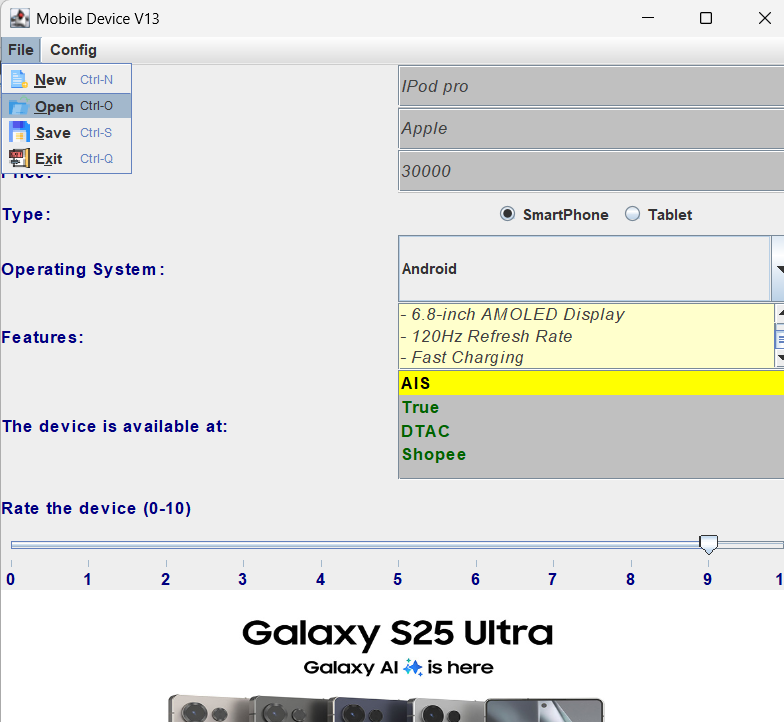 Mobile Device V13
File Config
New Ctrl-N
Open Ctrl-O
Save Ctrl-S
Exit Ctrl-Q
IPod pro
Apple
Price: 30000
Type: SmartPhone Tablet
Operating System: Android
Features:
- 6.8-inch AMOLED Display
- 120Hz Refresh Rate
- Fast Charging
The device is available at:
AIS
True
DTAC
Shopee
Rate the device (0-10)
0 1 2 3 4 5 6 7 8 9 1
Galaxy S25 Ultra
Galaxy AI is here